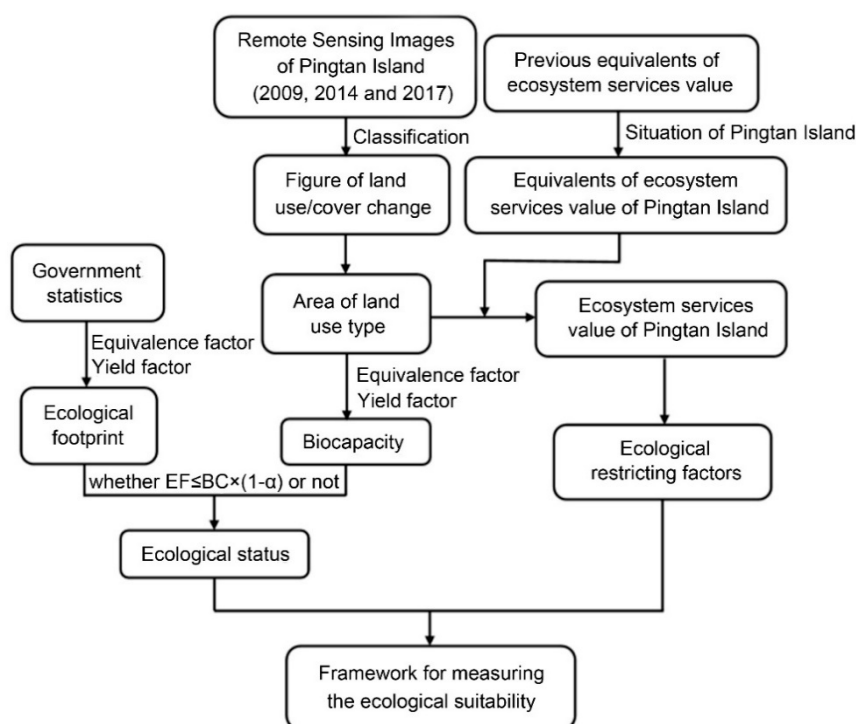 Remote Sensing Images
of Pingtan Island
(2009, 2014 and 2017)
Previous equivalents of
ecosystem services value
Classification
Situation of Pingtan Island
Figure of land
use/cover change
Equivalents of ecosystem
services value of Pingtan Island
Government
statistics
Area of land
use type
Ecosystem services
value of Pingtan Island
Equivalence factor
Yield factor
Equivalence factor
Yield factor
Ecological
footprint
Biocapacity
Ecological
restricting factors
whether EF≤BC×(1-α) or not
Ecological status
Framework for measuring
the ecological suitability